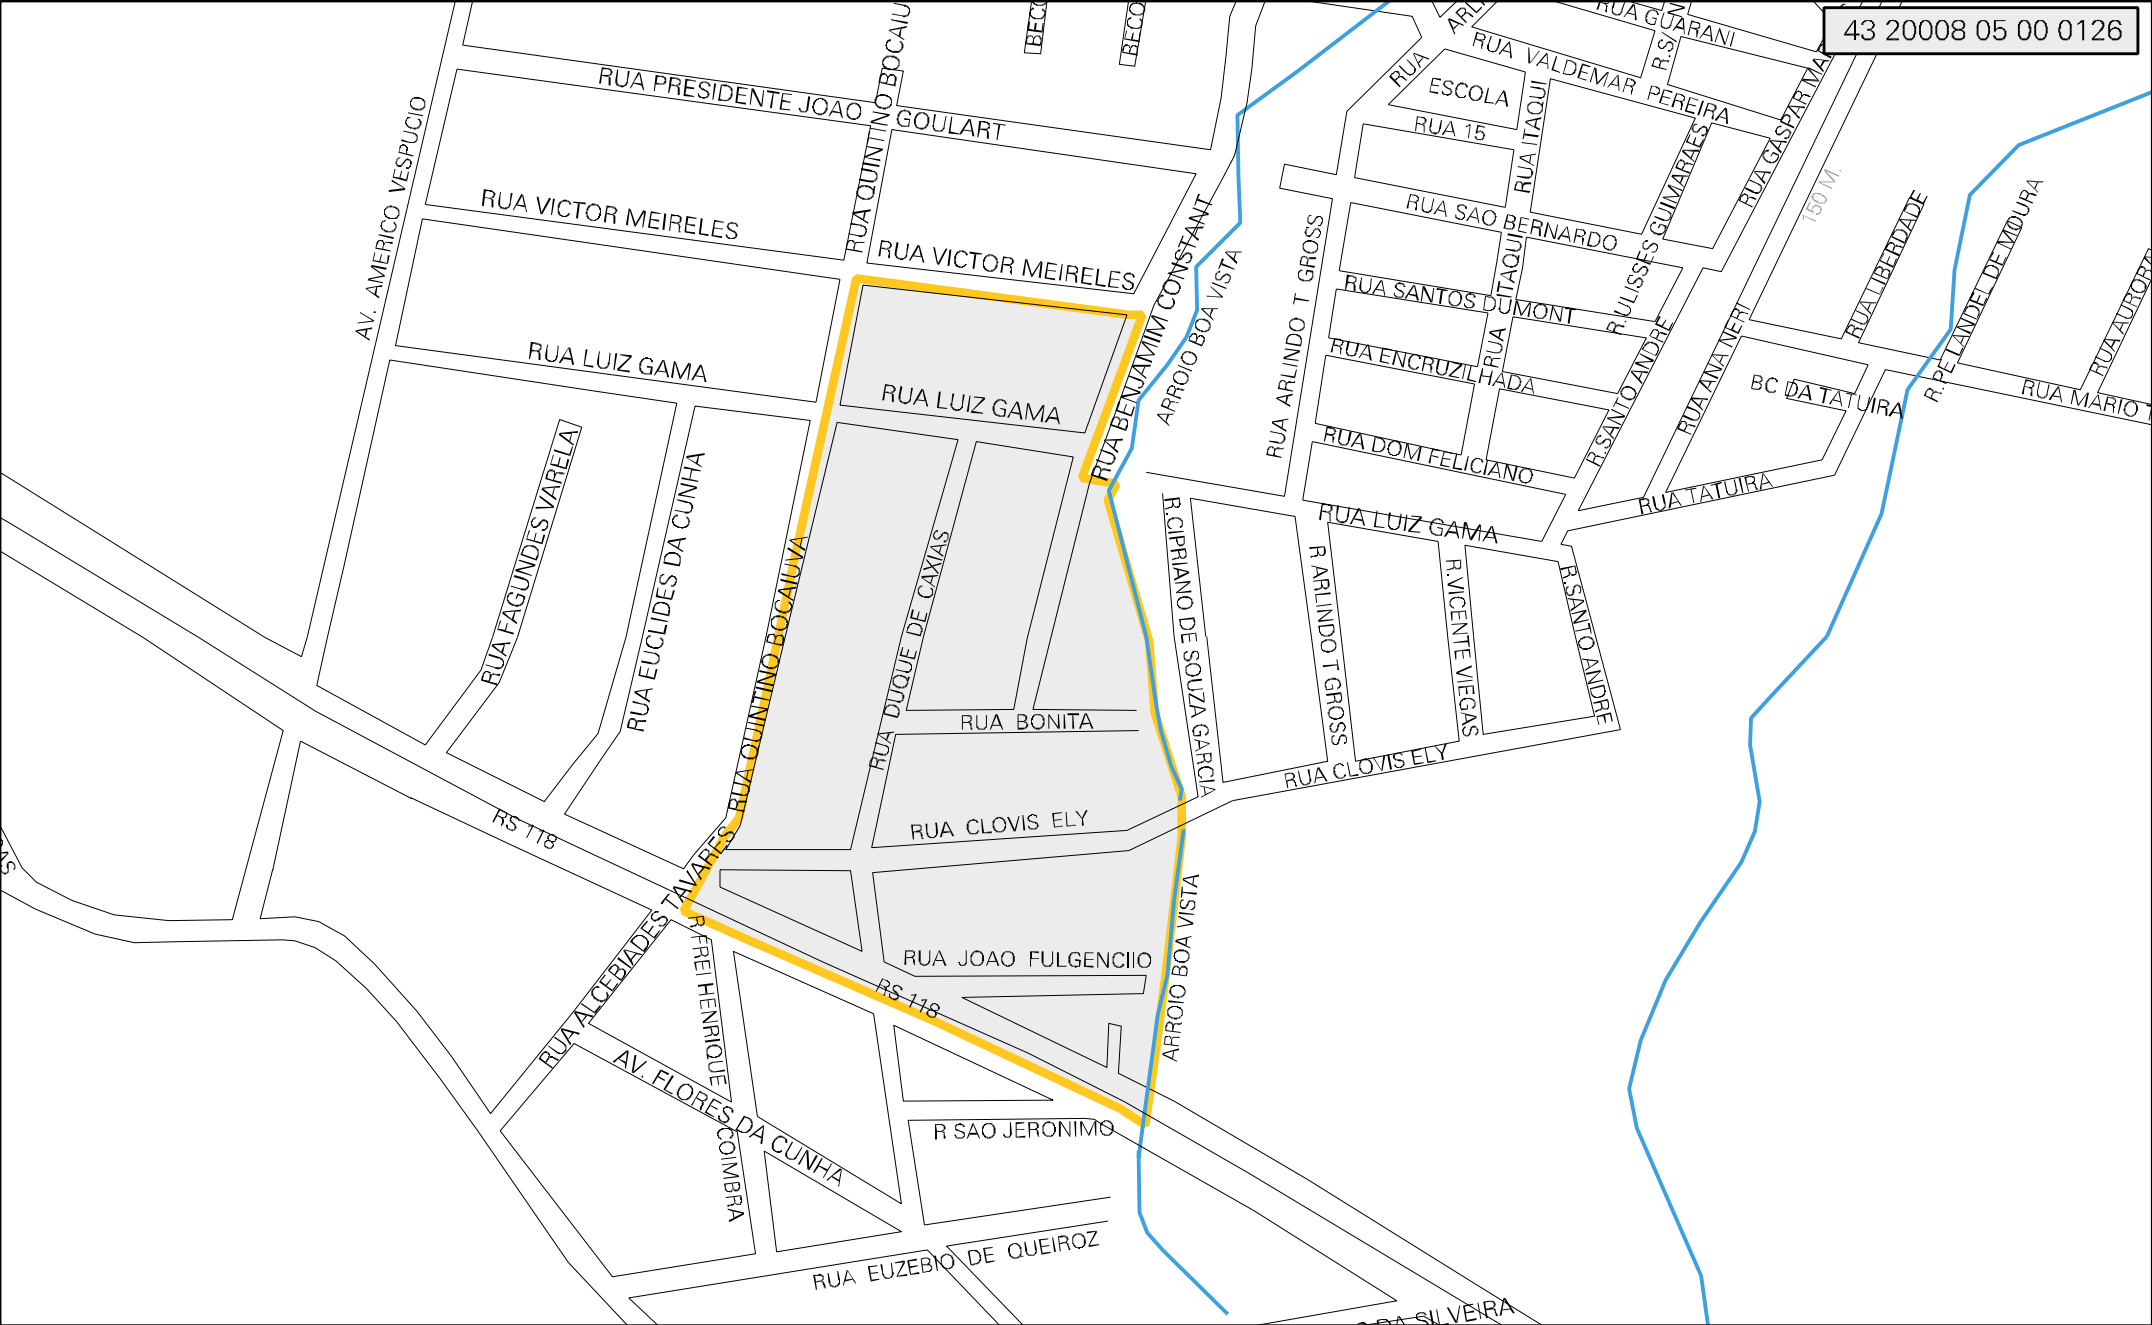 43 20008 05 00 0126
RUA GUARANI
RUA VALDEMAR PEREIRA
RUA
ESCOLA
RUA 15
RUA ITAQUI
RUA PRESIDENTE JOAO GOULART
RUA QUINTINO BOCAIU
AV. AMERICO VESPUCIO
RUA VICTOR MEIRELES
RUA VICTOR MEIRELES
RUA BENJAMIM CONSTANT
ARROIO BOA VISTA
RUA ARLINDO T GROSS
RUA SAO BERNARDO
R.ULISSES GUIMARAES
150 M.
RUA LIBERDADE
R.PE LANDEL DE MOURA
RUA AURORA
RUA SANTOS DUMONT
RUA ITAQUI
RUA ENCRUZILHADA
R.SANTO ANDRE
RUA ANA NERI
BC DA TATUIRA
RUA MARIO
RUA LUIZ GAMA
RUA LUIZ GAMA
RUA DOM FELICIANO
RUA TATUIRA
RUA LUIZ GAMA
RUA FAGUNDES VARELA
RUA EUCLIDES DA CUNHA
RUA QUINTINO BOCAIUVA
RUA DUQUE DE CAXIAS
R.CIPRIANO DE SOUZA GARCIA
R ARLINDO T GROSS
R.VICENTE VIEGAS
R.SANTO ANDRE
RUA BONITA
RUA CLOVIS ELY
RUA CLOVIS ELY
RS 118
RUA ALCEBIADES TAVARES
R FREI HENRIQUE COIMBRA
RUA JOAO FULGENCIIO
RS 118
ARROIO BOA VISTA
AV. FLORES DA CUNHA
R SAO JERONIMO
RUA EUZEBIO DE QUEIROZ
DA SILVEIRA
BECO
BECO
RUA GASPAR MA